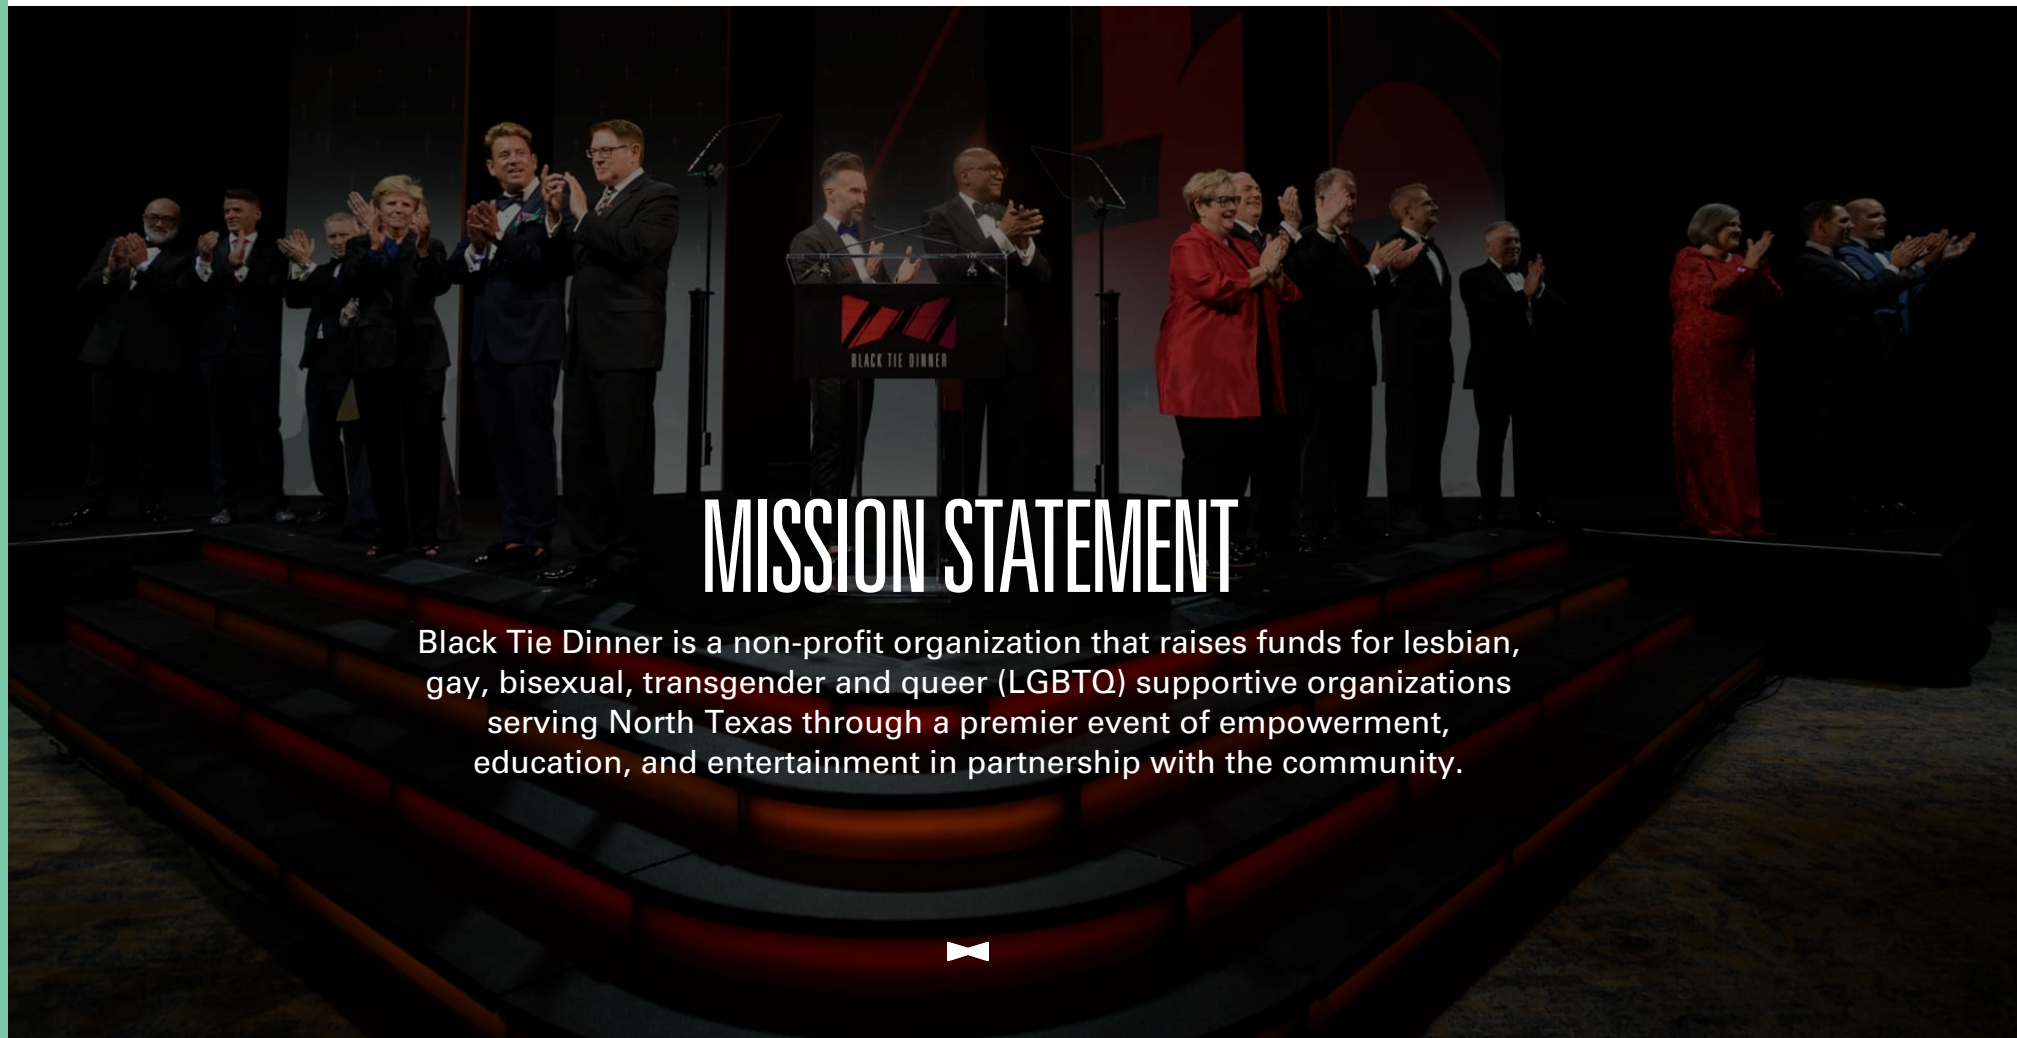 BLACK TIE DINNER
MISSION STATEMENT
Black Tie Dinner is a non-profit organization that raises funds for lesbian,
gay, bisexual, transgender and queer (LGBTQ) supportive organizations
serving North Texas through a premier event of empowerment,
education, and entertainment in partnership with the community.